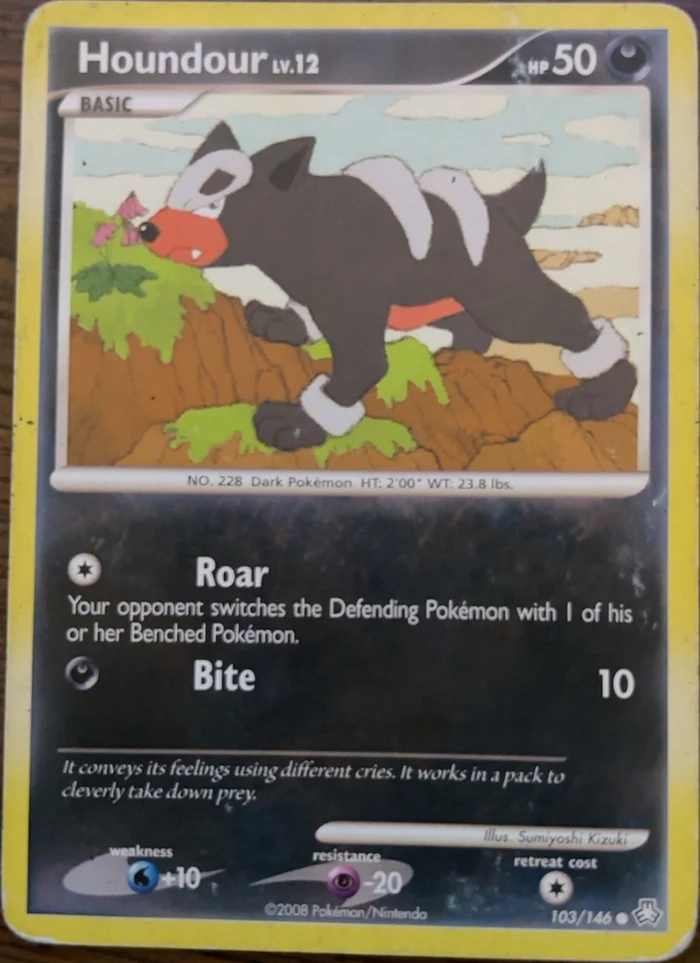 Houndour LV.12 HP 50
BASIC
NO. 228 Dark Pokémon HT: 2'00" WT: 23.8 lbs.
Roar
Your opponent switches the Defending Pokémon with 1 of his
or her Benched Pokémon.
Bite 10
It conveys its feelings using different cries. It works in a pack to
cleverly take down prey.
Illus. Sumiyoshi Kizuki
weakness resistance retreat cost
+10 -20
©2008 Pokémon/Nintendo 103/146